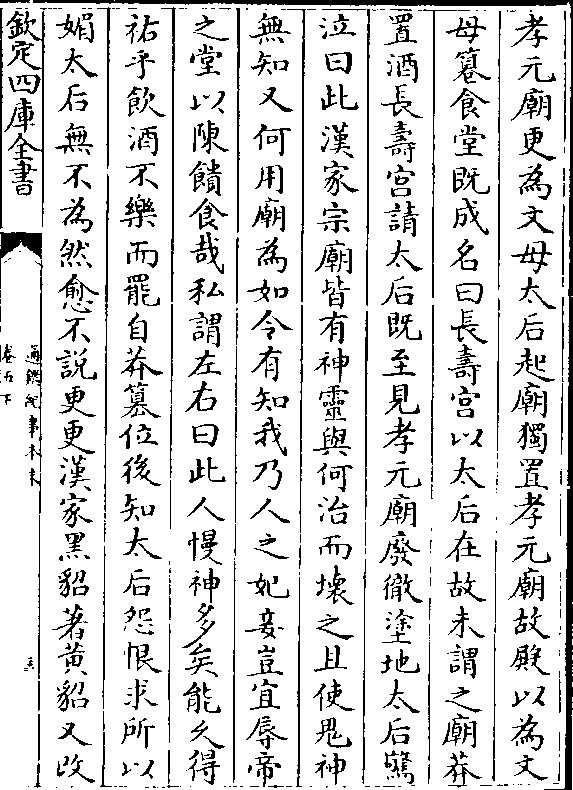 孝元廟更為文母太后起廟獨置孝元廟故殿以為文
母篹食堂既成名曰長壽宮以太后在故未謂之廟莽
置酒長壽宮請太后既至見孝元廟廢徹塗地太后驚
泣曰此漢家宗廟皆有神靈與何治而壞之且使鬼神
無知又何用廟為如令有知我乃人之妃妾豈宜辱帝
之堂以陳饋食哉私謂左右曰此人慢神多矣能久得
祐乎飲酒不樂而罷自莽篡位後知太后怨恨求所以
媚太后無不為然愈不說更更漢家黑貂著黄貂又改
欽定四庫全書
通鑑紀事本末
卷五下